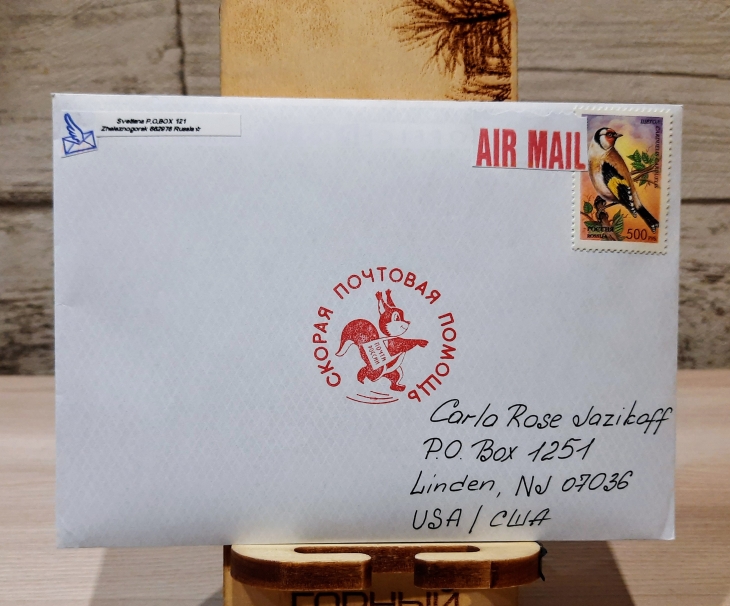 Svetlana P.O.BOX 121
Zheleznogorsk 662978 Russia
AIR MAIL
РОССИЯ
500
СКОРАЯ ПОЧТОВАЯ ПОМОЩЬ
ПОЧТА
РОССИИ
Carlo Rose Jazikoff
P.O. Box 1251
Linden, NJ 07036
USA / США
ГОРНЫЙ